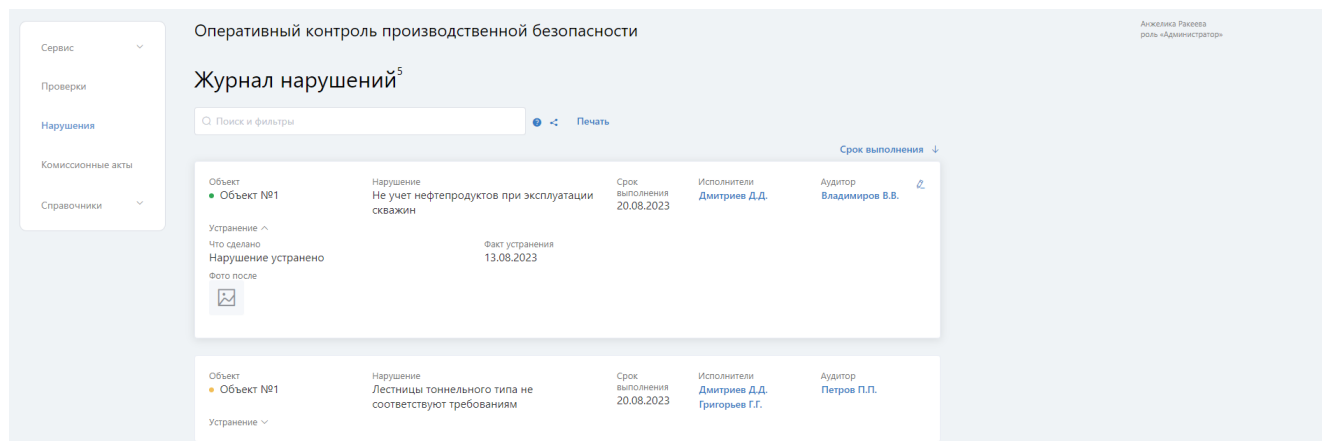 Оперативный контроль производственной безопасности
Анжелика Ракеева
роль «Администратор»
Сервис
Проверки
Нарушения
Комиссионные акты
Справочники
Журнал нарушений5
Поиск и фильтры
? Печать
Срок выполнения ↓
Объект
Объект №1
Нарушение
Не учет нефтепродуктов при эксплуатации
скважин
Срок
выполнения
20.08.2023
Исполнители
Дмитриев Д.Д.
Аудитор
Владимиров В.В.
Устранение
Что сделано
Нарушение устранено
Факт устранения
13.08.2023
Фото после
Объект
Объект №1
Нарушение
Лестницы тоннельного типа не
соответствуют требованиям
Срок
выполнения
20.08.2023
Исполнители
Дмитриев Д.Д.
Григорьев Г.Г.
Аудитор
Петров П.П.
Устранение